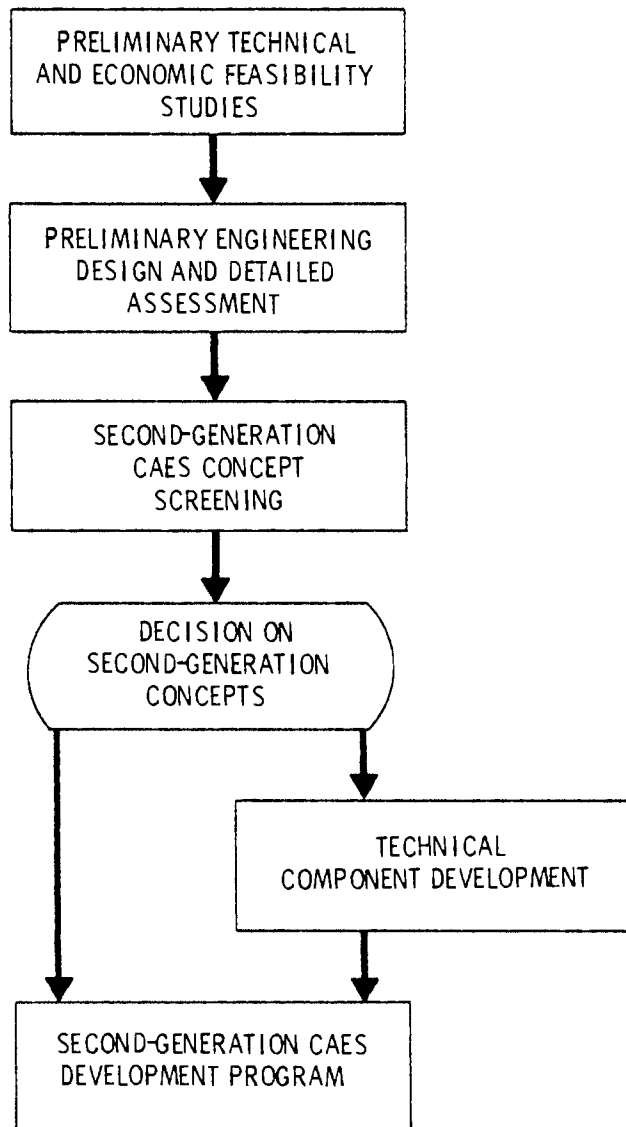 PRELIMINARY TECHNICAL
AND ECONOMIC FEASIBILITY
STUDIES
PRELIMINARY ENGINEERING
DESIGN AND DETAILED
ASSESSMENT
SECOND-GENERATION
CAES CONCEPT
SCREENING
DECISION ON
SECOND-GENERATION
CONCEPTS
TECHNICAL
COMPONENT DEVELOPMENT
SECOND-GENERATION CAES
DEVELOPMENT PROGRAM